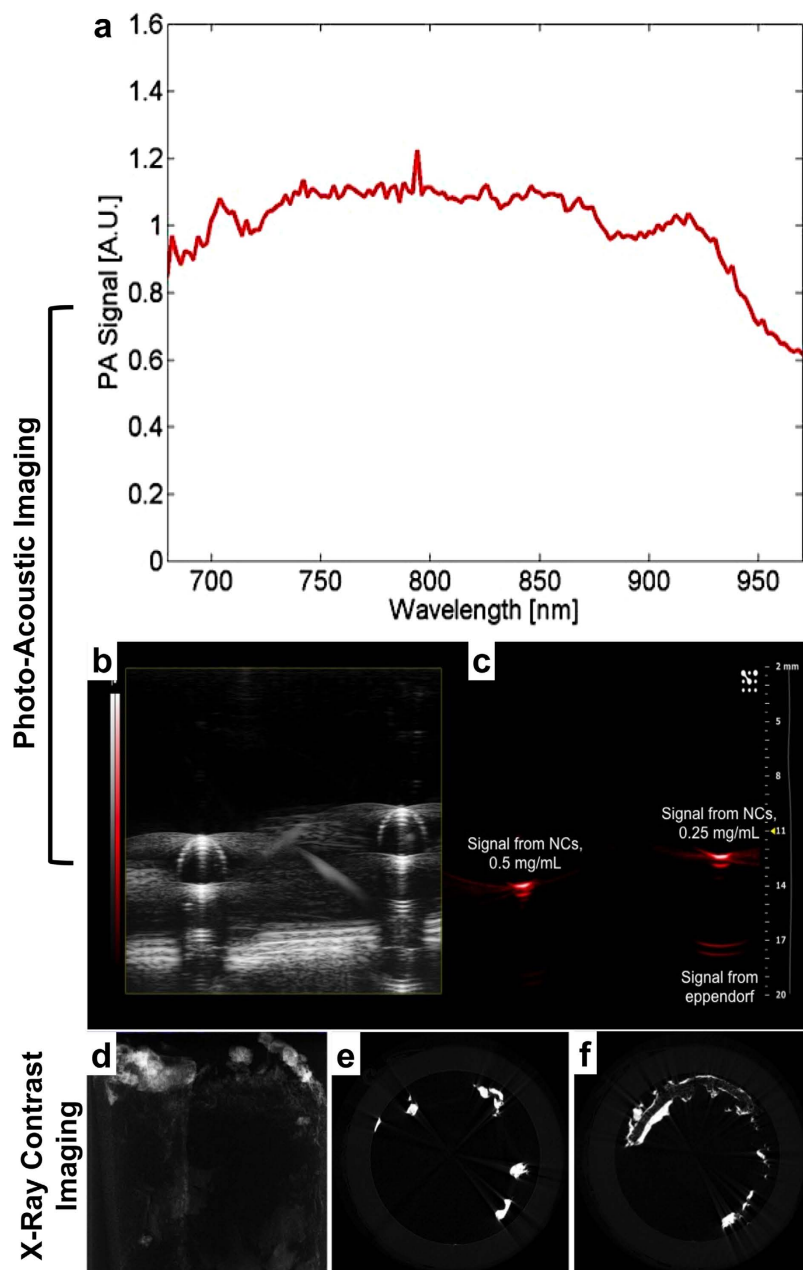 a
1.6
1.4
1.2
1
0.8
0.6
0.4
0.2
0
PA Signal [A.U.]
700 750 800 850 900 950
Wavelength [nm]
Photo-Acoustic Imaging
b
c
2 mm
5
8
11
14
17
20
Signal from NCs,
0.5 mg/mL
Signal from NCs,
0.25 mg/mL
Signal from
eppendorf
X-Ray Contrast
Imaging
d
e
f